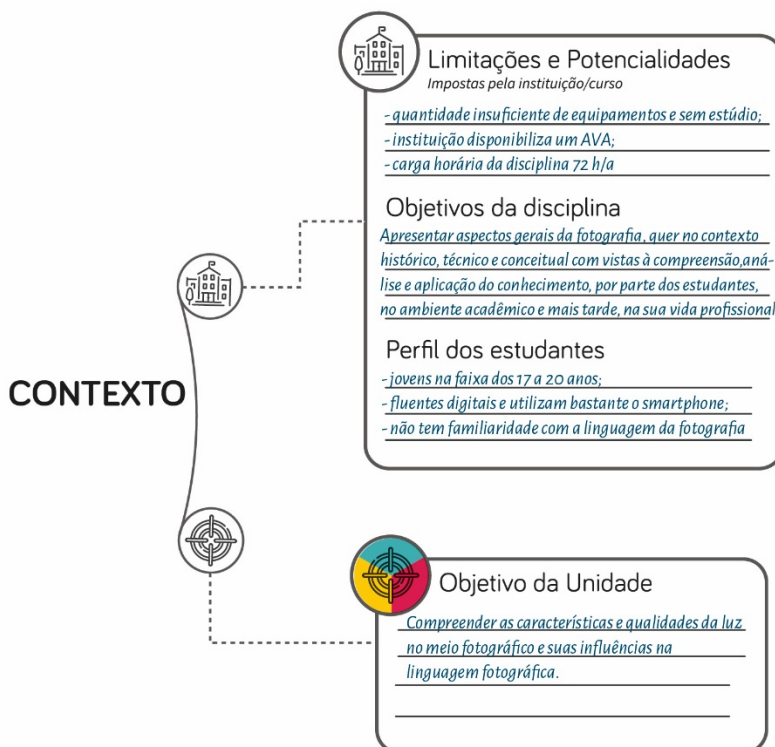 Limitações e Potencialidades
Impostas pela instituição/curso
- quantidade insuficiente de equipamentos e sem estúdio;
- instituição disponibiliza um AVA;
- carga horária da disciplina 72 h/a
Objetivos da disciplina
Apresentar aspectos gerais da fotografia, quer no contexto
histórico, técnico e conceitual com vistas à compreensão,aná-
lise e aplicação do conhecimento, por parte dos estudantes,
no ambiente acadêmico e mais tarde, na sua vida profissional
Perfil dos estudantes
- jovens na faixa dos 17 a 20 anos;
- fluentes digitais e utilizam bastante o smartphone;
- não tem familiaridade com a linguagem da fotografia
CONTEXTO
Objetivo da Unidade
Compreender as características e qualidades da luz
no meio fotográfico e suas influências na
linguagem fotográfica.